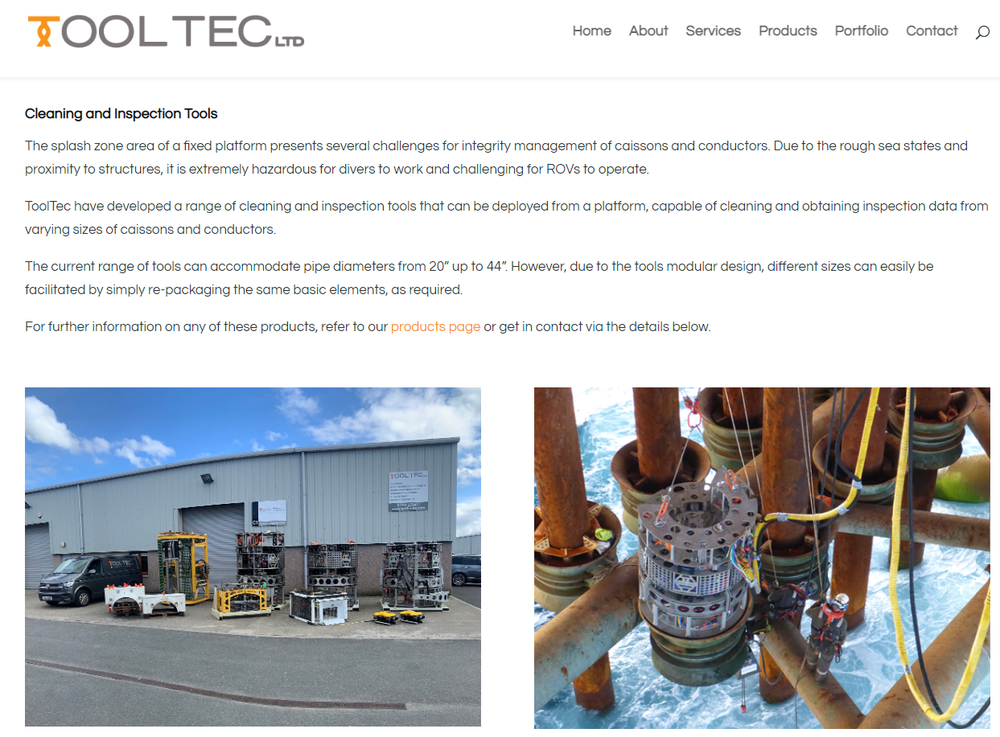 TOOLTEC LTD
Home About Services Products Portfolio Contact
Cleaning and Inspection Tools
The splash zone area of a fixed platform presents several challenges for integrity management of caissons and conductors. Due to the rough sea states and
proximity to structures, it is extremely hazardous for divers to work and challenging for ROVs to operate.
ToolTec have developed a range of cleaning and inspection tools that can be deployed from a platform, capable of cleaning and obtaining inspection data from
varying sizes of caissons and conductors.
The current range of tools can accommodate pipe diameters from 20” up to 44”. However, due to the tools modular design, different sizes can easily be
facilitated by simply re-packaging the same basic elements, as required.
For further information on any of these products, refer to our products page or get in contact via the details below.
TOOLTEC
TOOLTEC
C1
TOOLTEC